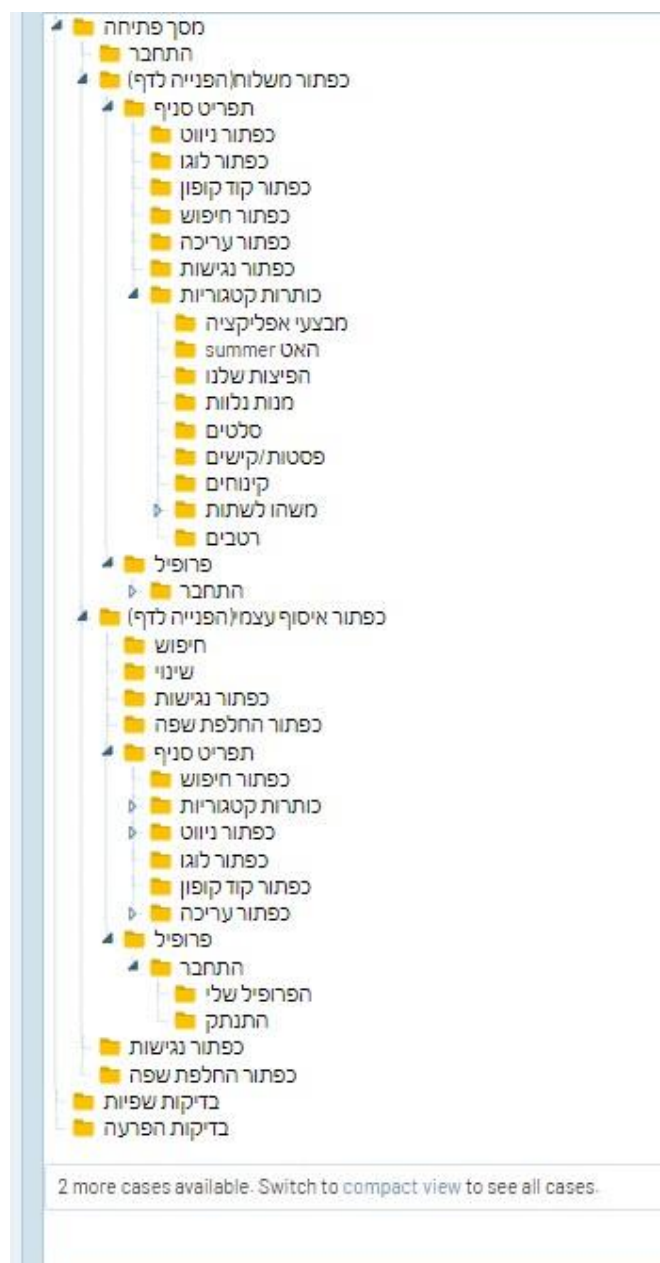 מסך פתיחה
התחבר
כפתור משלוח(הפנייה לדף)
תפריט סניף
כפתור ניווט
כפתור לוגו
כפתור קוד קופון
כפתור חיפוש
כפתור עריכה
כפתור נגישות
כותרות קטגוריות
מבצעי אפליקציה
האט summer
הפיצות שלנו
מנות נלוות
סלטים
פסטות/קישים
קינוחים
משהו לשתות
רטבים
פרופיל
התחבר
כפתור איסוף עצמי(הפנייה לדף)
חיפוש
שינוי
כפתור נגישות
כפתור החלפת שפה
תפריט סניף
כפתור חיפוש
כותרות קטגוריות
כפתור ניווט
כפתור לוגו
כפתור קוד קופון
כפתור עריכה
פרופיל
התחבר
הפרופיל שלי
התנתק
כפתור נגישות
כפתור החלפת שפה
בדיקות שפיות
בדיקות הפרעה
2 more cases available. Switch to compact view to see all cases.